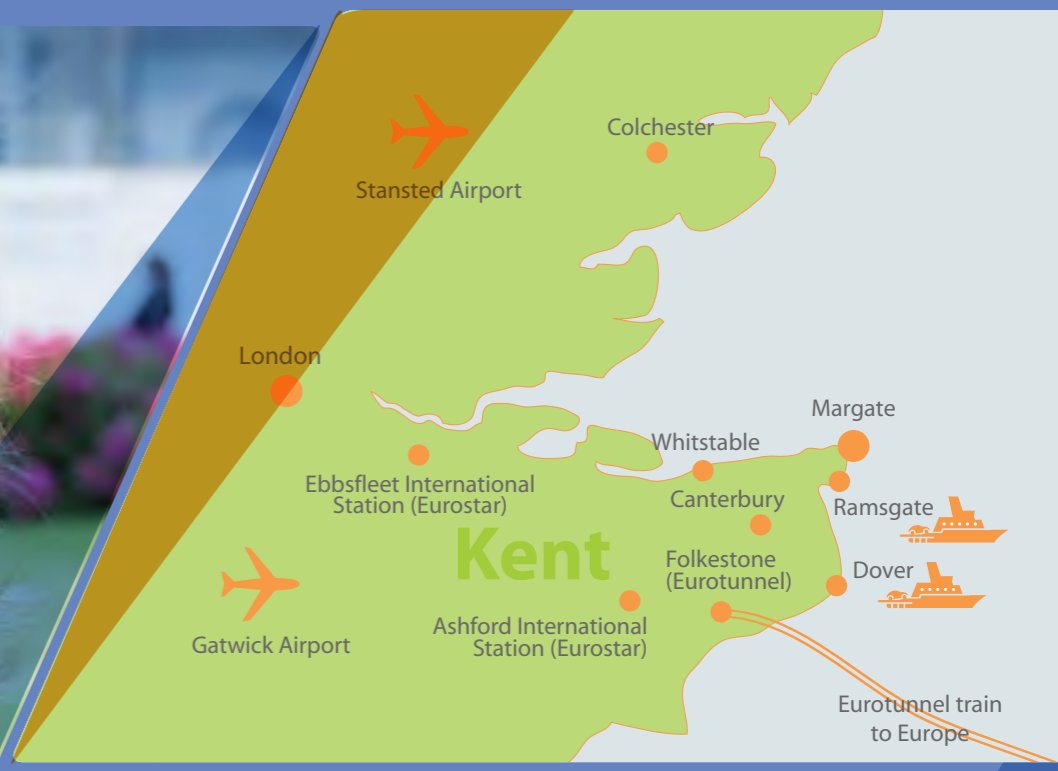 Colchester
Stansted Airport
London
Margate
Whitstable
Ebbsfleet International
Station (Eurostar)
Canterbury
Ramsgate
Kent
Folkestone
(Eurotunnel)
Dover
Ashford International
Station (Eurostar)
Gatwick Airport
Eurotunnel train
to Europe